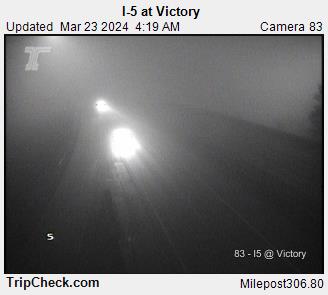 I-5 at Victory
Updated Mar 23 2024 4:19 AM Camera 83
T
S
83 - I5 @ Victory
TripCheck.com Milepost306.80